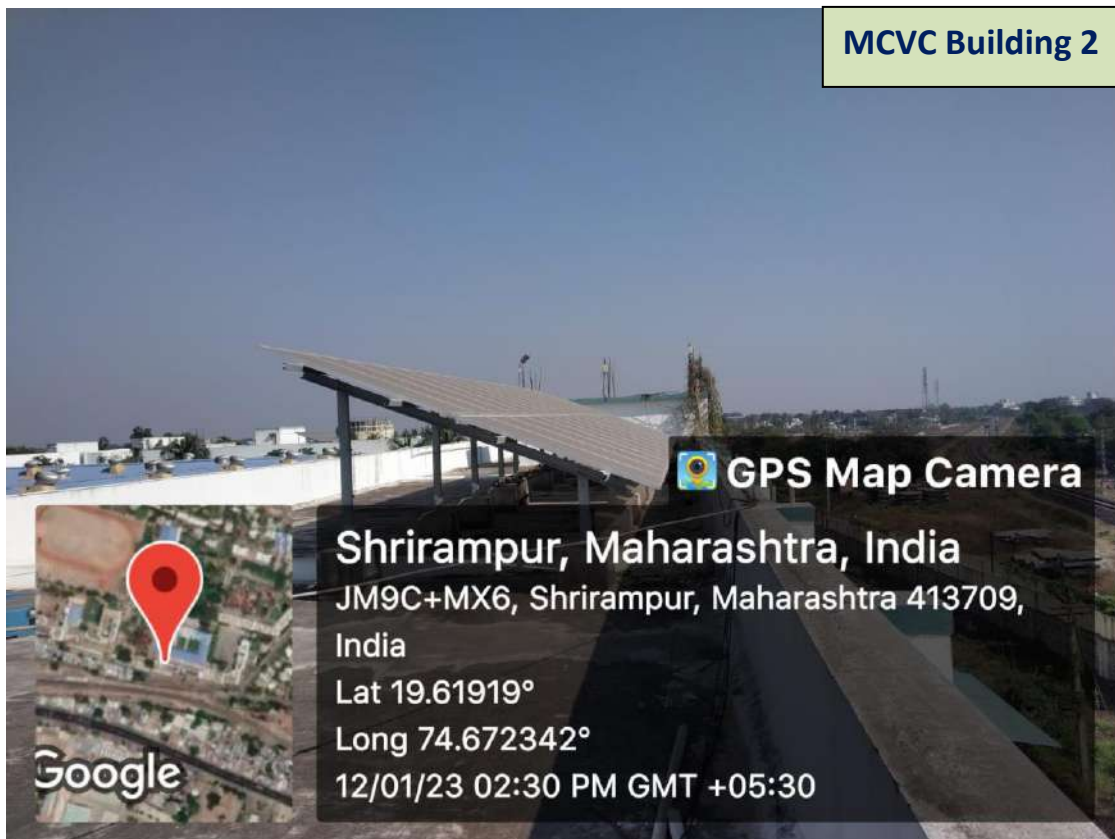 MCVC Building 2
GPS Map Camera
Shrirampur, Maharashtra, India
JM9C+MX6, Shrirampur, Maharashtra 413709,
India
Lat 19.61919°
Long 74.672342°
12/01/23 02:30 PM GMT +05:30
Google